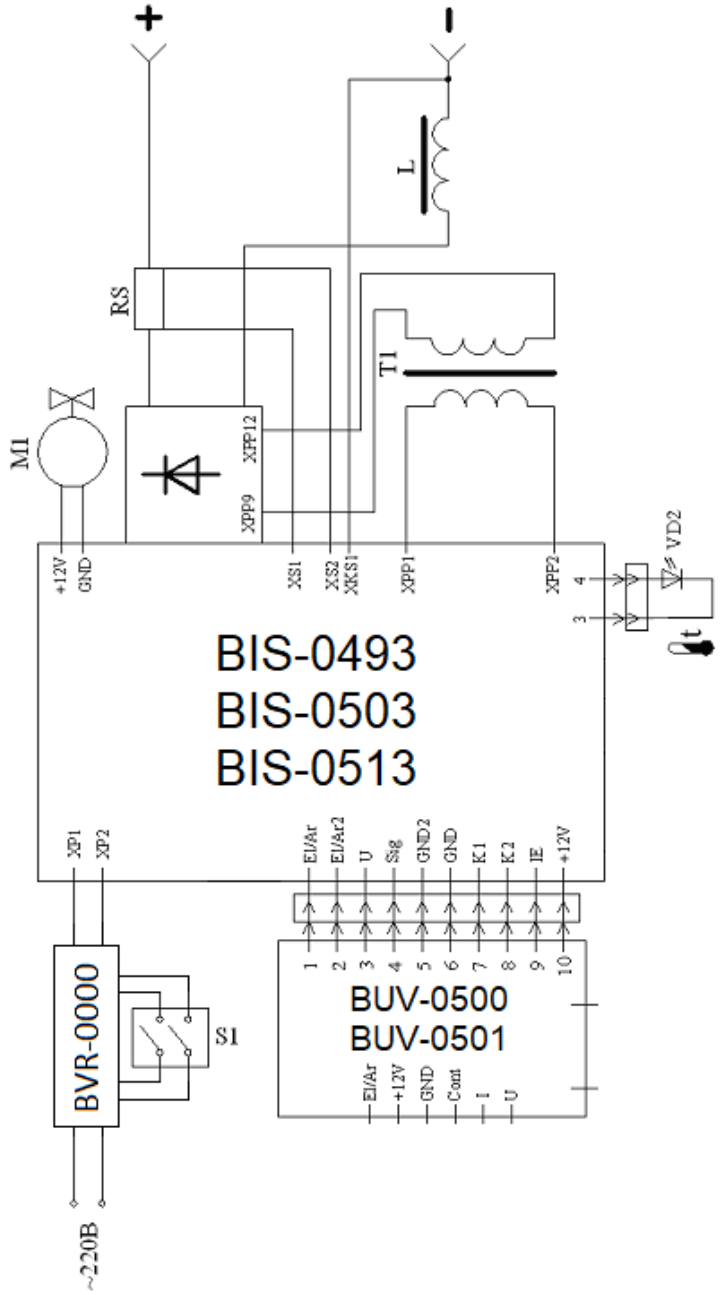 +
-
L
RS
T1
M1
XPP12
XPP9
+12V
GND
XS1
XS2
XKS1
XPP1
XPP2
4
3
VD2
t
BIS-0493
BIS-0503
BIS-0513
XP1
XP2
El/Ar
El/Ar2
U
Sig
GND2
GND
K1
K2
IE
+12V
1
2
3
4
5
6
7
8
9
10
BVR-0000
S1
BUV-0500
BUV-0501
El/Ar
+12V
GND
Cont
I
U
~220В